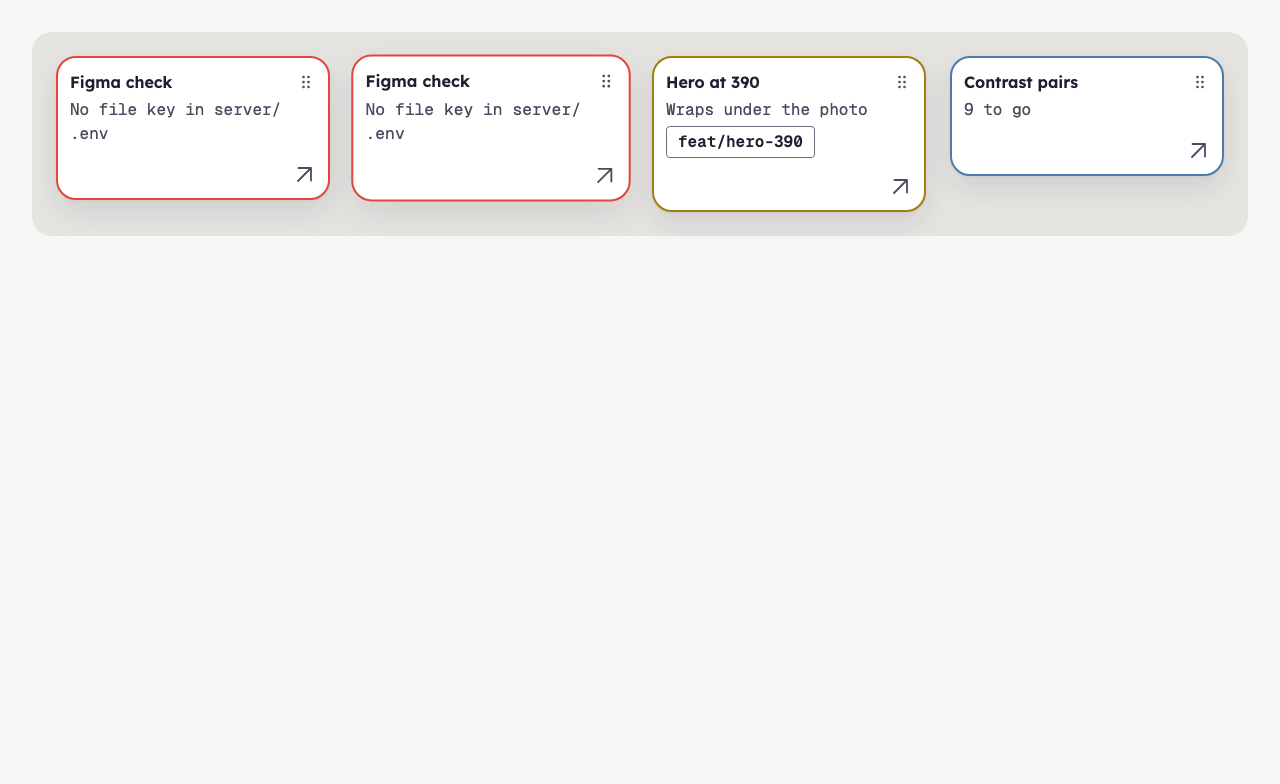 Figma check
No file key in server/
.env
Figma check
No file key in server/
.env
Hero at 390
Wraps under the photo
feat/hero-390
Contrast pairs
9 to go